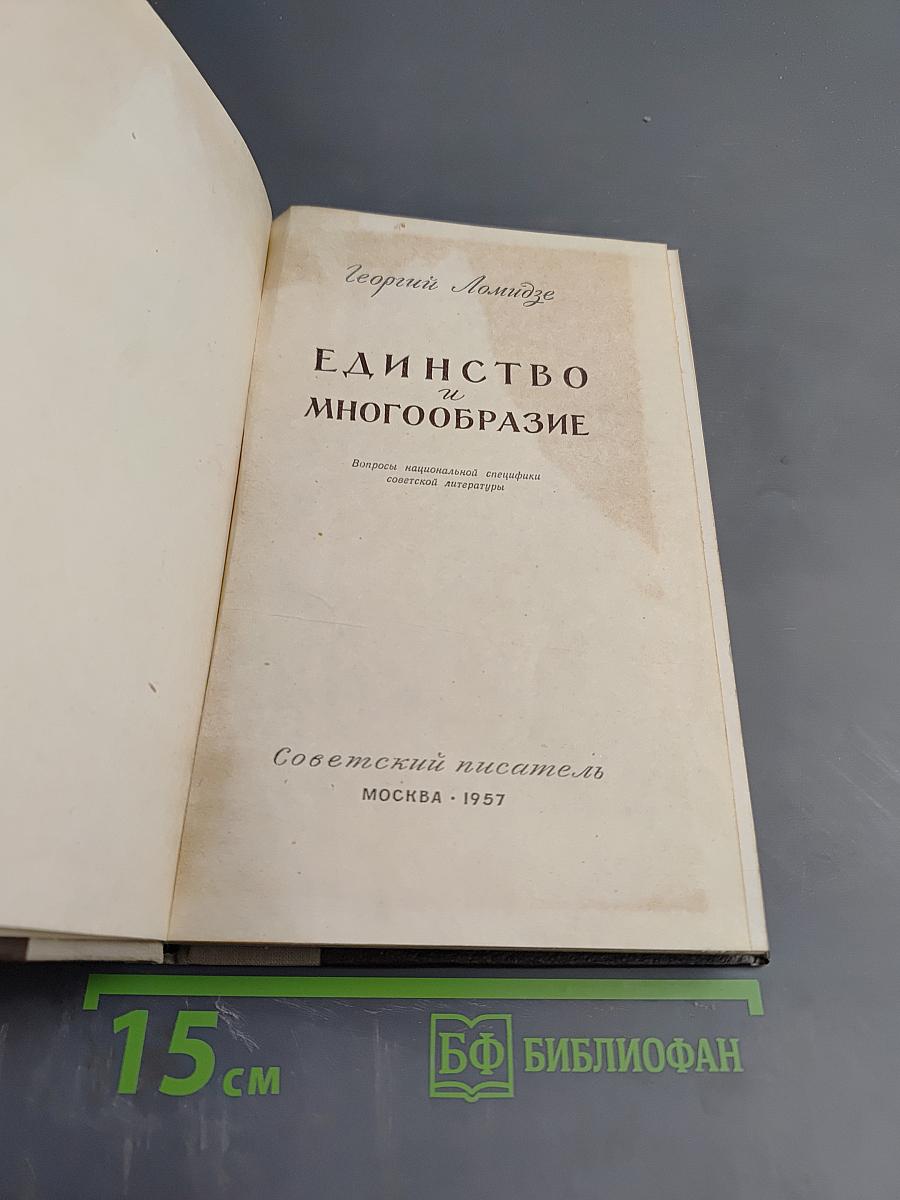 Георгий Ломидзе
ЕДИНСТВО
и
МНОГООБРАЗИЕ
Вопросы национальной специфики
советской литературы
Советский писатель
МОСКВА · 1957
15 см
БФ БИБЛИОФАН